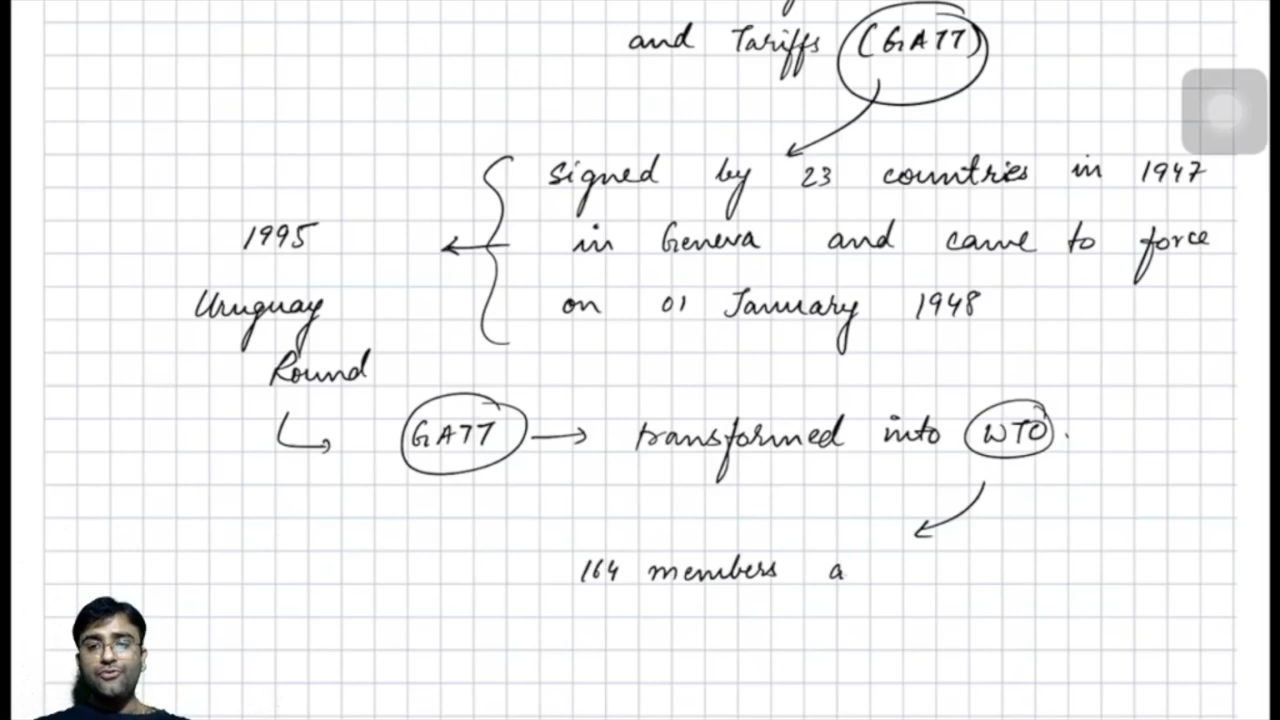 and Tariffs (GATT)
signed by 23 countries in 1947
in Geneva and came to force
on 01 January 1948
1995
Uruguay
Round
GATT → transformed into WTO.
164 members a